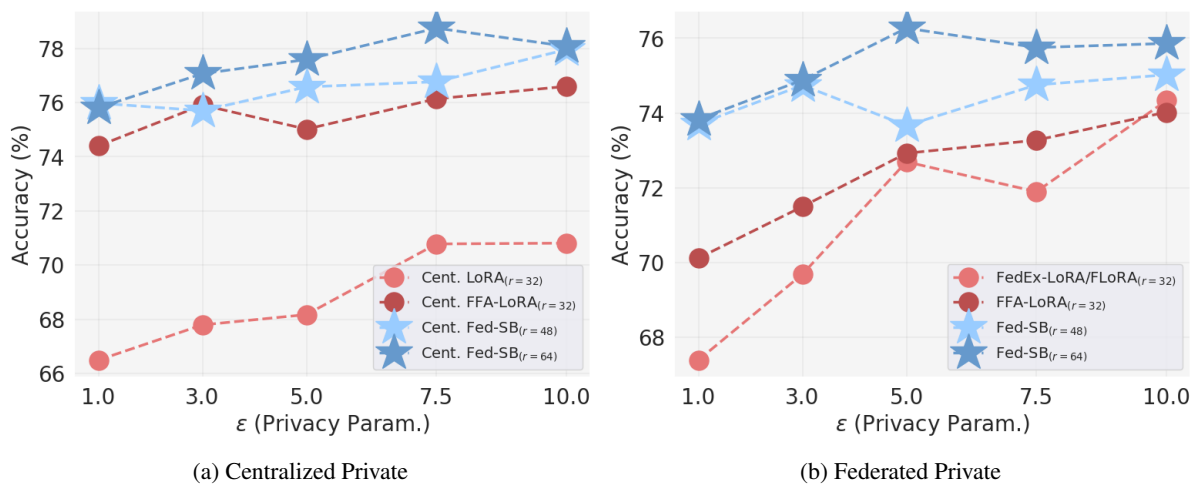 78
76
74
72
70
68
66
Accuracy (%)
1.0 3.0 5.0 7.5 10.0
ε (Privacy Param.)
Cent. LoRA(r = 32)
Cent. FFA-LoRA(r = 32)
Cent. Fed-SB(r = 48)
Cent. Fed-SB(r = 64)
(a) Centralized Private
76
74
72
70
68
Accuracy (%)
1.0 3.0 5.0 7.5 10.0
ε (Privacy Param.)
FedEx-LoRA/FLoRA(r = 32)
FFA-LoRA(r = 32)
Fed-SB(r = 48)
Fed-SB(r = 64)
(b) Federated Private